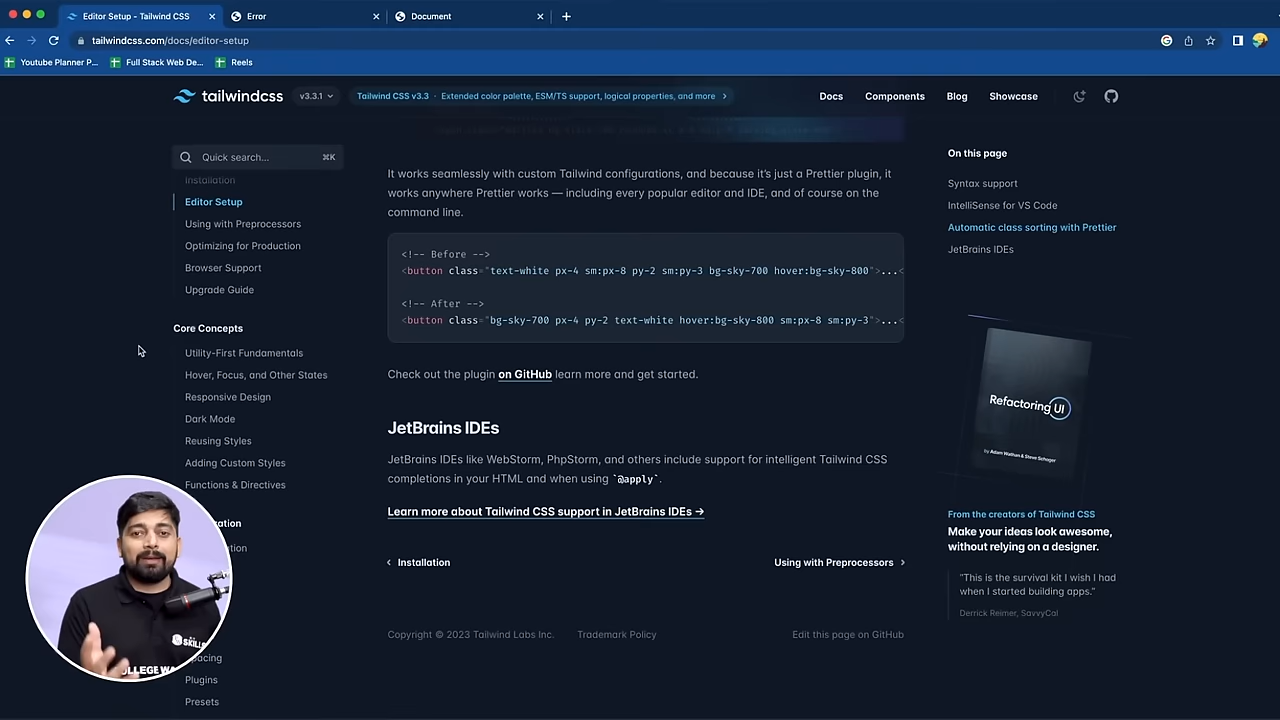 Editor Setup - Tailwind CSS
Error
Document
tailwindcss.com/docs/editor-setup
Youtube Planner P...
Full Stack Web De...
Reels
tailwindcss
v3.3.1
Tailwind CSS v3.3 · Extended color palette, ESM/TS support, logical properties, and more
Docs
Components
Blog
Showcase
Quick search...
⌘K
Installation
Editor Setup
Using with Preprocessors
Optimizing for Production
Browser Support
Upgrade Guide
Core Concepts
Utility-First Fundamentals
Hover, Focus, and Other States
Responsive Design
Dark Mode
Reusing Styles
Adding Custom Styles
Functions & Directives
Plugins
Presets
It works seamlessly with custom Tailwind configurations, and because it's just a Prettier plugin, it
works anywhere Prettier works — including every popular editor and IDE, and of course on the
command line.
<!-- Before -->
<button class="text-white px-4 sm:px-8 py-2 sm:py-3 bg-sky-700 hover:bg-sky-800">...<
<!-- After -->
<button class="bg-sky-700 px-4 py-2 text-white hover:bg-sky-800 sm:px-8 sm:py-3">...<
Check out the plugin on GitHub learn more and get started.
JetBrains IDEs
JetBrains IDEs like WebStorm, PhpStorm, and others include support for intelligent Tailwind CSS
completions in your HTML and when using `@apply`.
Learn more about Tailwind CSS support in JetBrains IDEs →
‹ Installation
Using with Preprocessors ›
Copyright © 2023 Tailwind Labs Inc.
Trademark Policy
Edit this page on GitHub
On this page
Syntax support
IntelliSense for VS Code
Automatic class sorting with Prettier
JetBrains IDEs
Refactoring UI
by Adam Wathan & Steve Schoger
From the creators of Tailwind CSS
Make your ideas look awesome,
without relying on a designer.
"This is the survival kit I wish I had
when I started building apps."
Derrick Reimer, SavvyCal